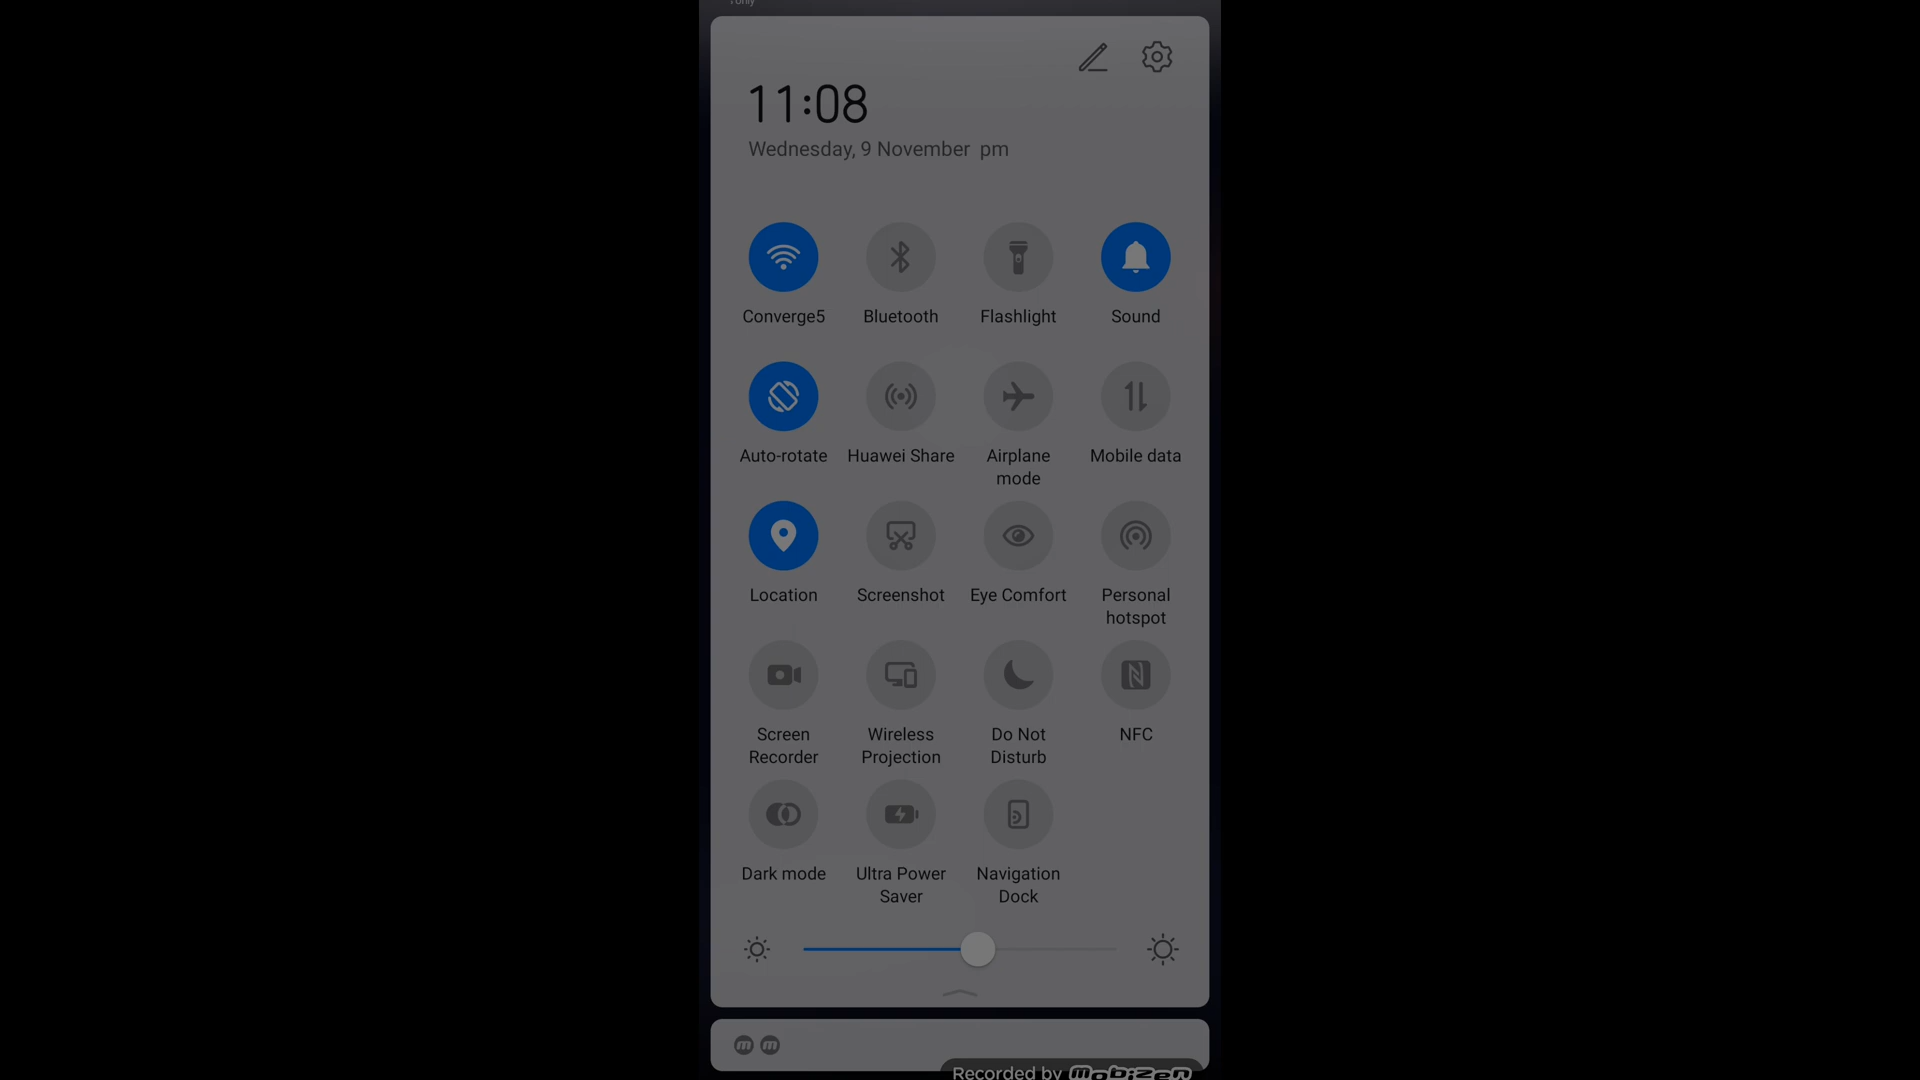 11:08
Wednesday, 9 November pm
Converge5
Bluetooth
Flashlight
Sound
Auto-rotate
Huawei Share
Airplane
mode
Mobile data
Location
Screenshot
Eye Comfort
Personal
hotspot
Screen
Recorder
Wireless
Projection
Do Not
Disturb
NFC
Dark mode
Ultra Power
Saver
Navigation
Dock
Recorded by mobizen